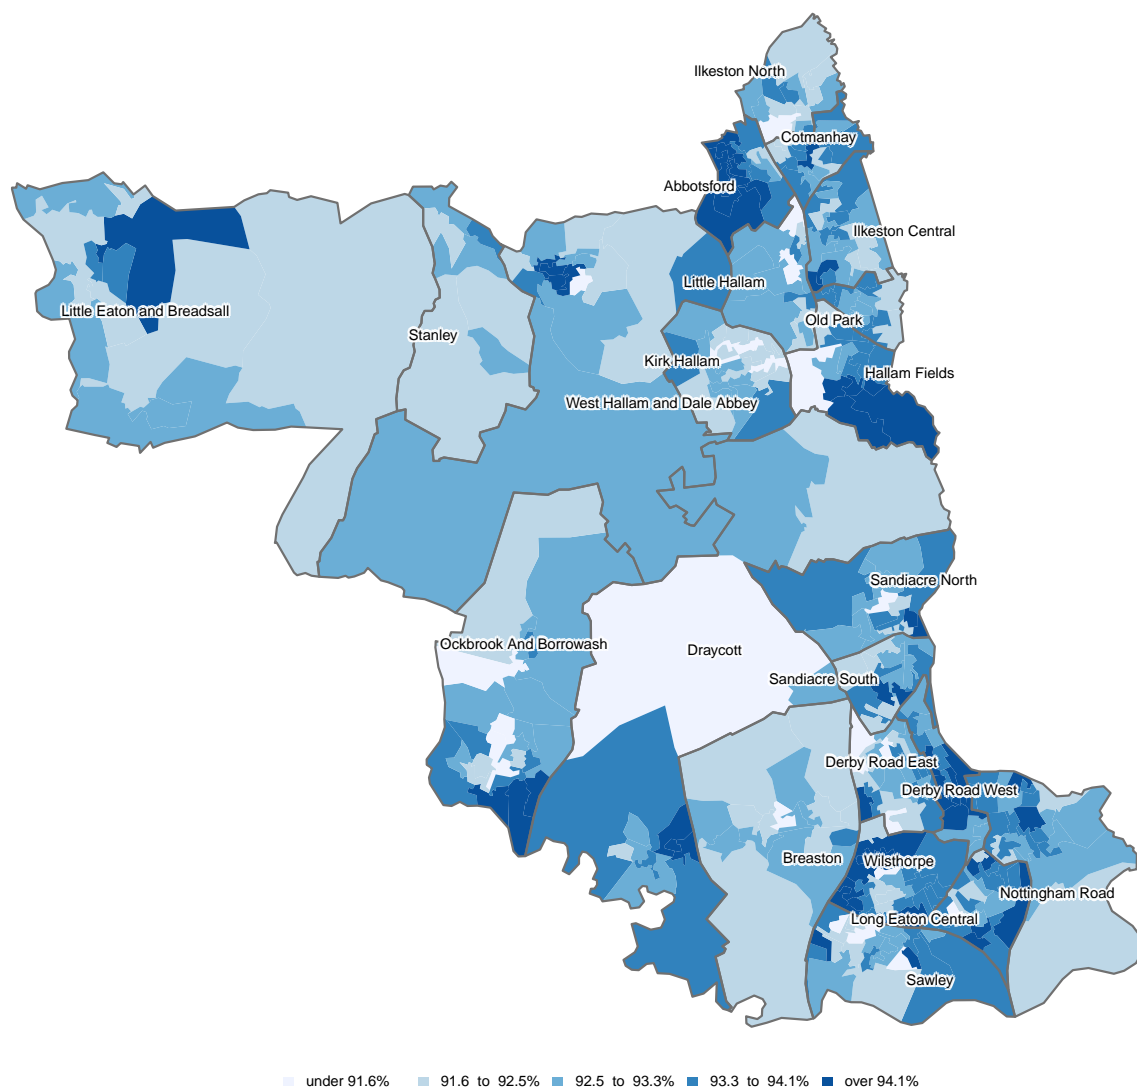 Ilkeston North
Cotmanhay
Abbotsford
Ilkeston Central
Little Hallam
Little Eaton and Breadsall
Old Park
Stanley
Kirk Hallam
Hallam Fields
West Hallam and Dale Abbey
Sandiacre North
Ockbrook And Borrowash
Draycott
Sandiacre South
Derby Road East
Derby Road West
Breaston
Wilsthorpe
Nottingham Road
Long Eaton Central
Sawley
under 91.6% 91.6 to 92.5% 92.5 to 93.3% 93.3 to 94.1% over 94.1%